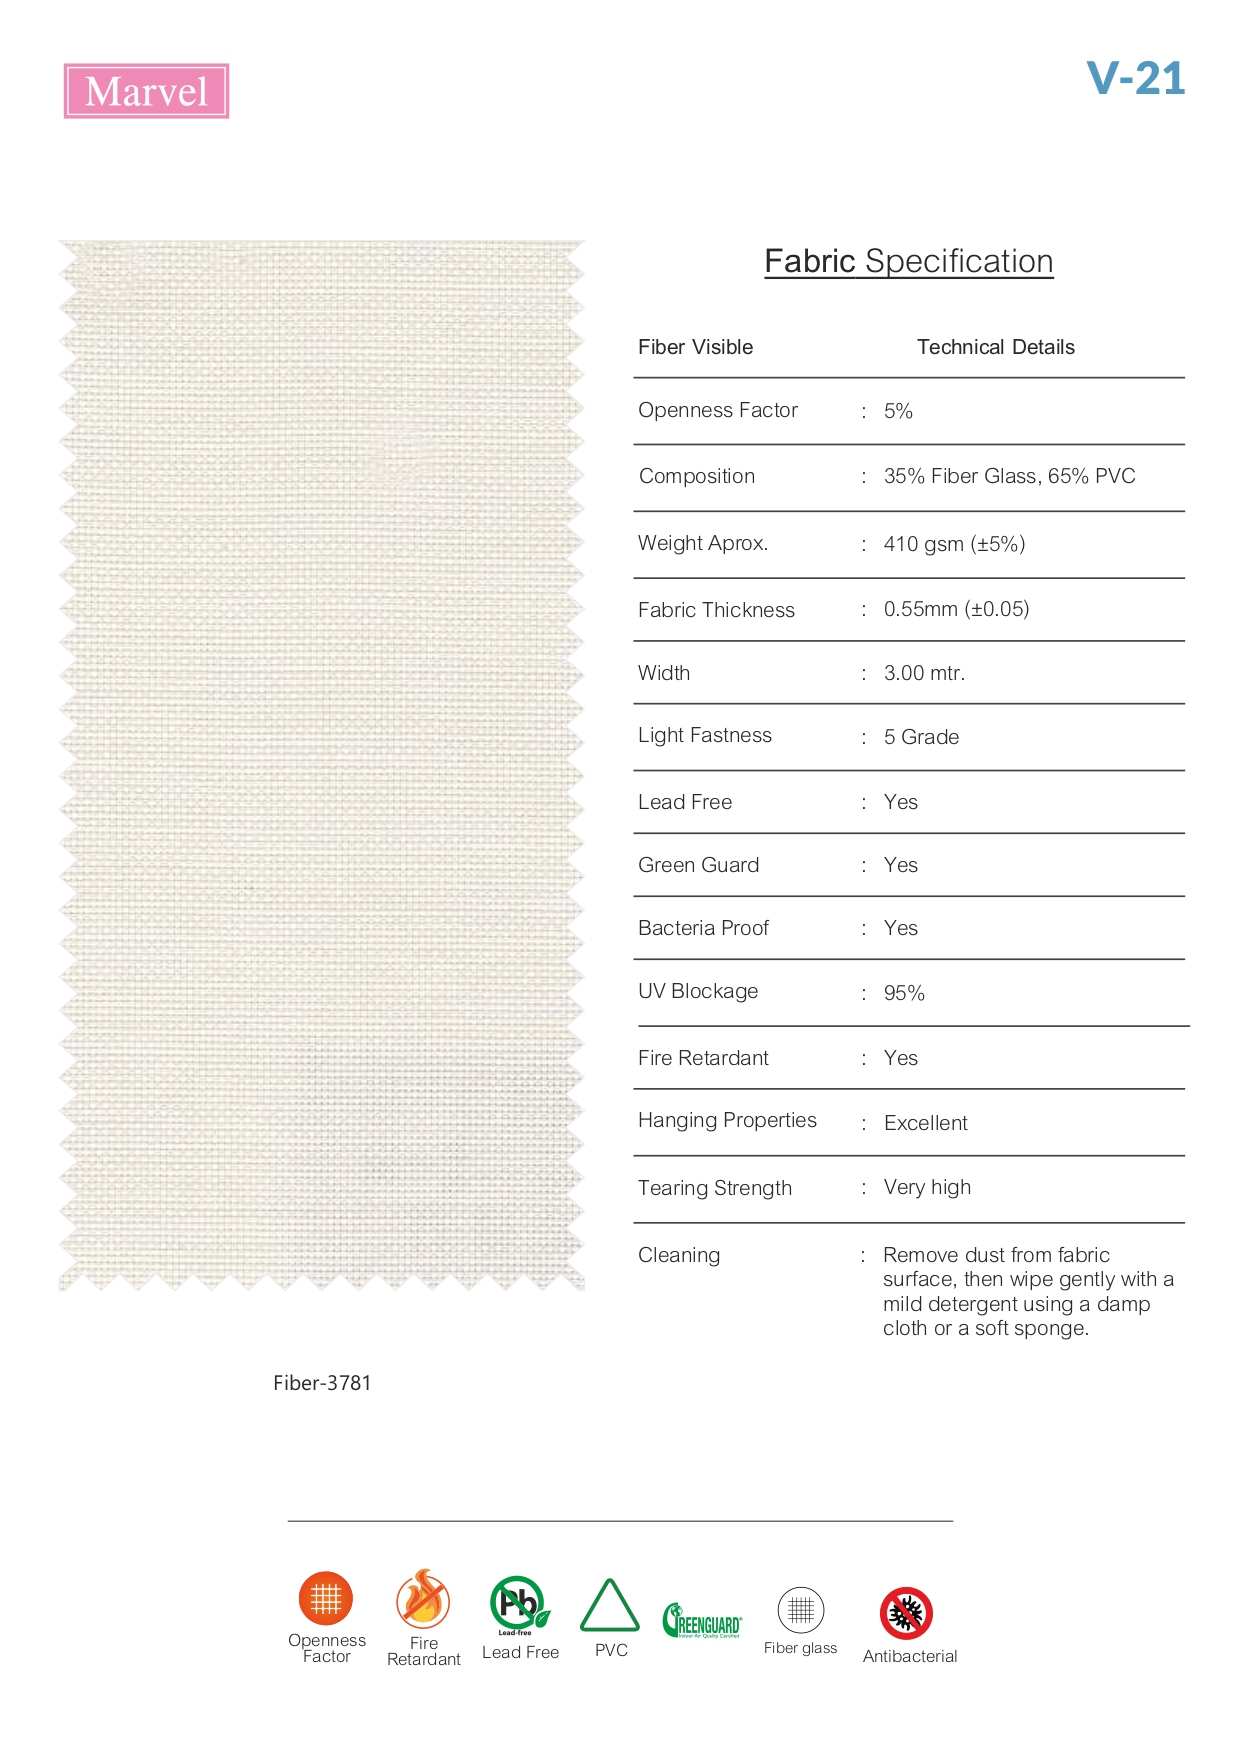 Marvel
V-21
Fabric Specification
Fiber Visible Technical Details
Openness Factor : 5%
Composition : 35% Fiber Glass, 65% PVC
Weight Aprox. : 410 gsm (±5%)
Fabric Thickness : 0.55mm (±0.05)
Width : 3.00 mtr.
Light Fastness : 5 Grade
Lead Free : Yes
Green Guard : Yes
Bacteria Proof : Yes
UV Blockage : 95%
Fire Retardant : Yes
Hanging Properties : Excellent
Tearing Strength : Very high
Cleaning : Remove dust from fabric
surface, then wipe gently with a
mild detergent using a damp
cloth or a soft sponge.
Fiber-3781
Openness
Factor
Fire
Retardant
Pb
Lead-free
Lead Free
PVC
GREENGUARD®
Indoor Air Quality Certified
Fiber glass
Antibacterial